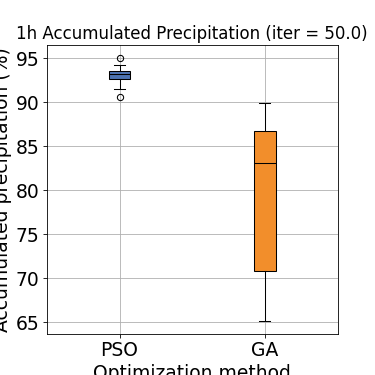 1h Accumulated Precipitation (iter = 50.0)
Accumulated precipitation (%)
95
90
85
80
75
70
65
PSO GA
Optimization method